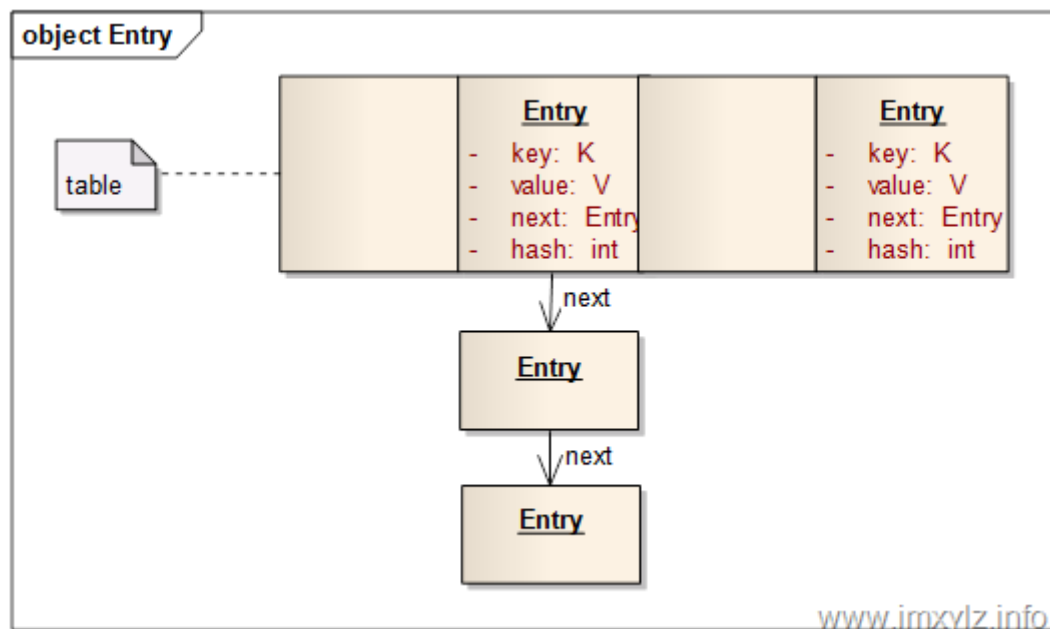 object Entry
table
Entry
- key: K
- value: V
- next: Entry
- hash: int
Entry
- key: K
- value: V
- next: Entry
- hash: int
next
Entry
next
Entry
www.imxylz.info